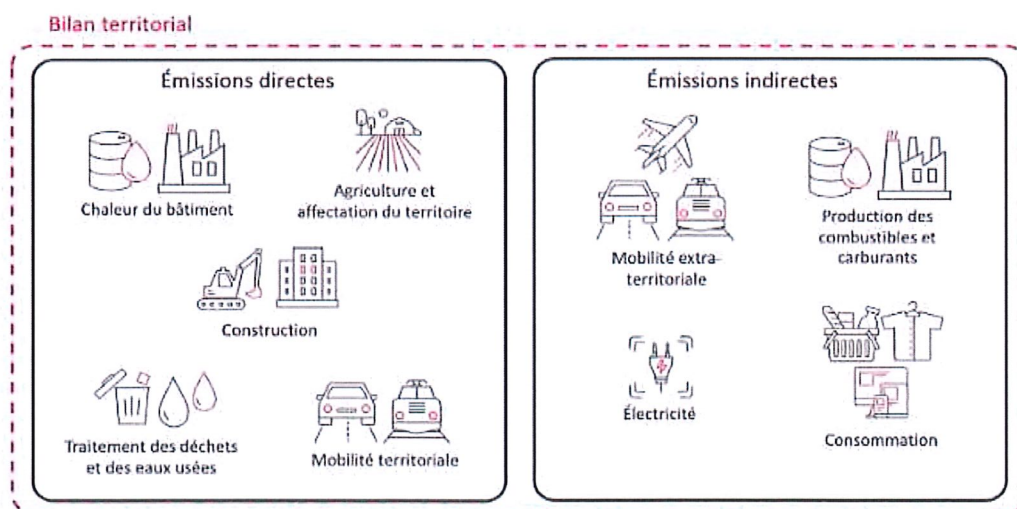 Bilan territorial
Émissions directes
Chaleur du bâtiment
Agriculture et
affectation du territoire
Construction
Traitement des déchets
et des eaux usées
Mobilité territoriale
Émissions indirectes
Mobilité extra-
territoriale
Production des
combustibles et
carburants
Électricité
Consommation